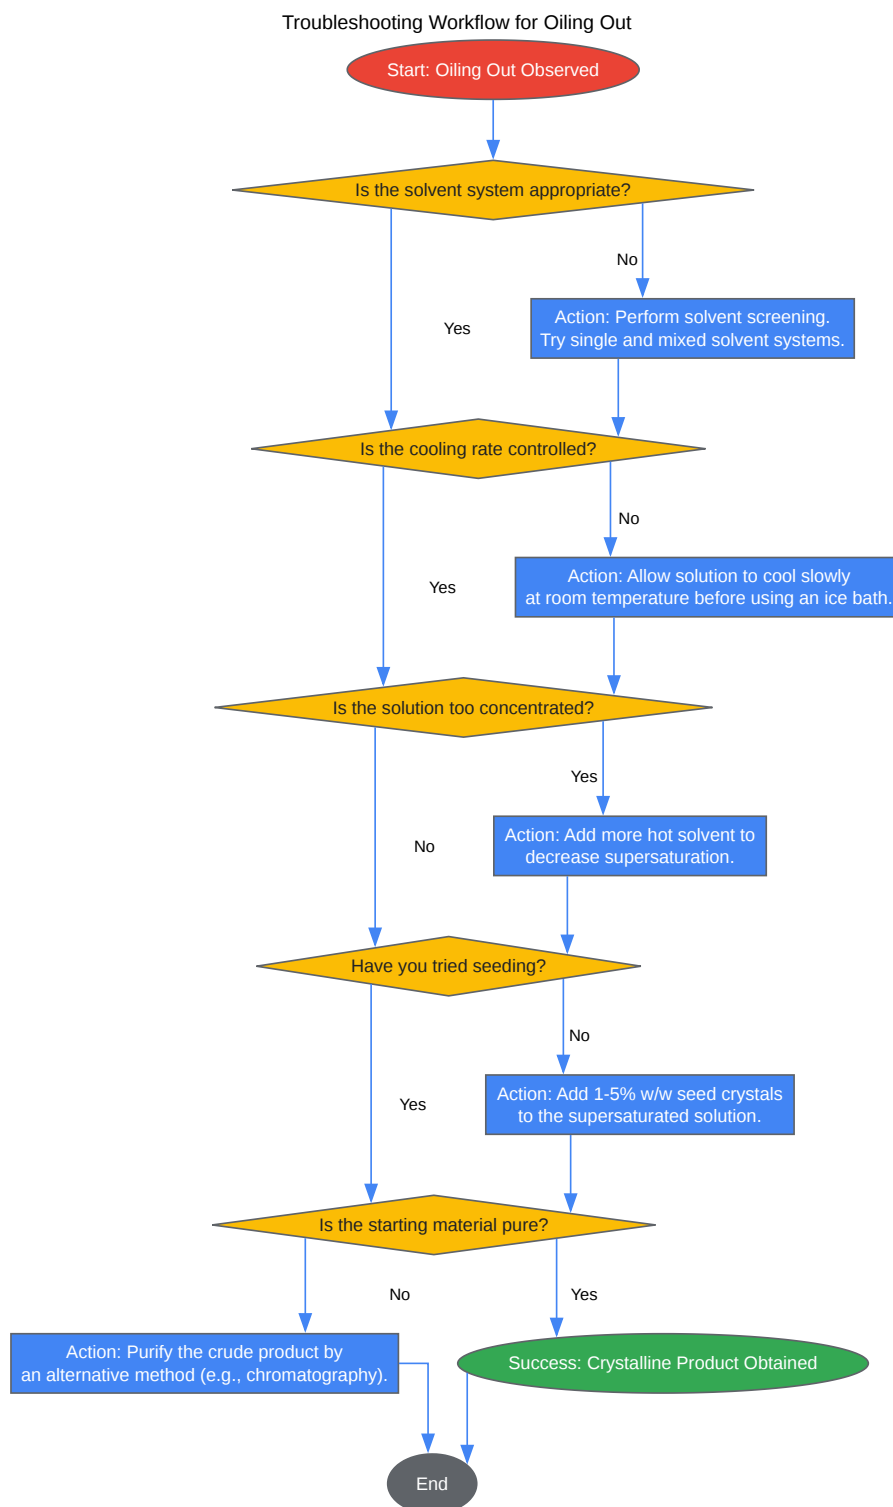 Troubleshooting Workflow for Oiling Out
Start: Oiling Out Observed
Is the solvent system appropriate?
No
Action: Perform solvent screening.
Try single and mixed solvent systems.
Yes
Is the cooling rate controlled?
No
Action: Allow solution to cool slowly
at room temperature before using an ice bath.
Yes
Is the solution too concentrated?
Yes
Action: Add more hot solvent to
decrease supersaturation.
No
Have you tried seeding?
No
Action: Add 1-5% w/w seed crystals
to the supersaturated solution.
Yes
Is the starting material pure?
No
Yes
Action: Purify the crude product by
an alternative method (e.g., chromatography).
Success: Crystalline Product Obtained
End